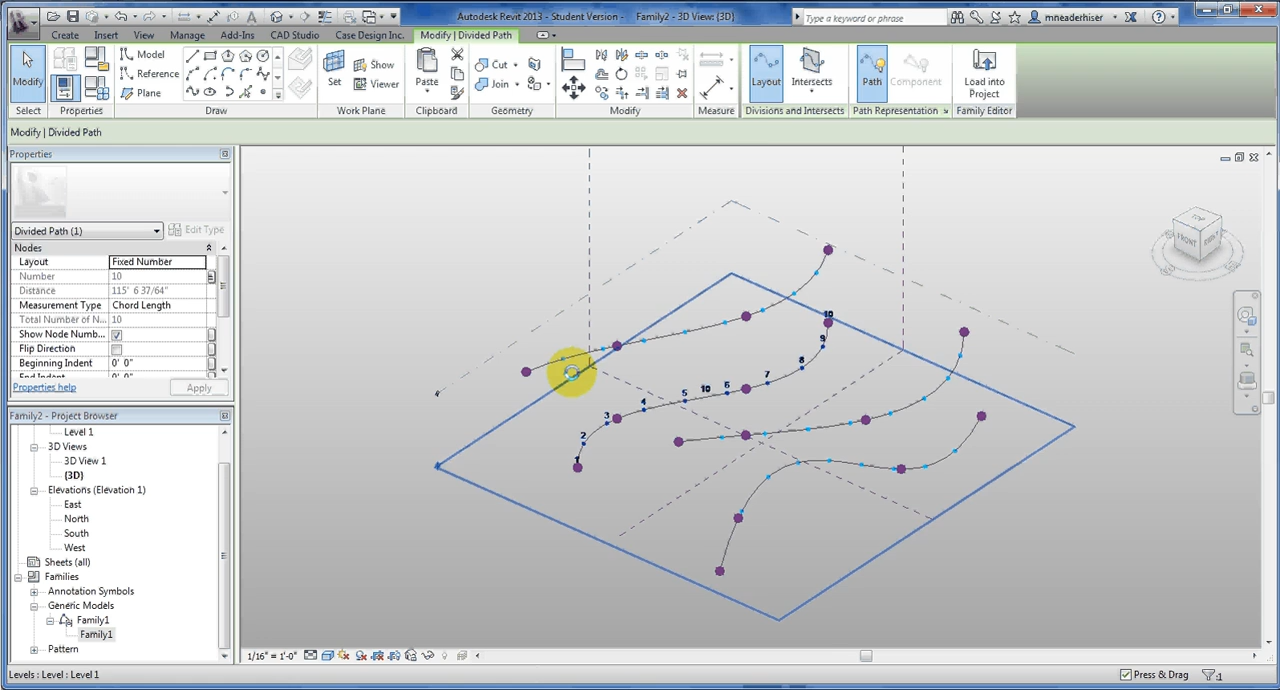 Autodesk Revit 2013 - Student Version - Family2 - 3D View: {3D}
Type a keyword or phrase
mneaderhiser
Create Insert View Manage Add-Ins CAD Studio Case Design Inc. Modify | Divided Path
Modify
Model
Reference
Plane
Set
Show
Viewer
Paste
Cut
Join
Layout
Intersects
Path
Component
Load into
Project
Select Properties Draw Work Plane Clipboard Geometry Modify Measure Divisions and Intersects Path Representation Family Editor
Modify | Divided Path
Properties
Divided Path (1)
Edit Type
Nodes
Layout Fixed Number
Number 10
Distance 115' 6 37/64"
Measurement Type Chord Length
Total Number of N... 10
Show Node Numb...
Flip Direction
Beginning Indent 0' 0"
End Indent 0' 0"
Properties help
Apply
Family2 - Project Browser
Level 1
3D Views
3D View 1
{3D}
Elevations (Elevation 1)
East
North
South
West
Sheets (all)
Families
Annotation Symbols
Generic Models
Family1
Family1
Pattern
TOP
FRONT
RIGHT
10
9
8
7
6
10
5
4
3
2
1
1/16" = 1'-0"
Levels : Level : Level 1
Press & Drag
:1